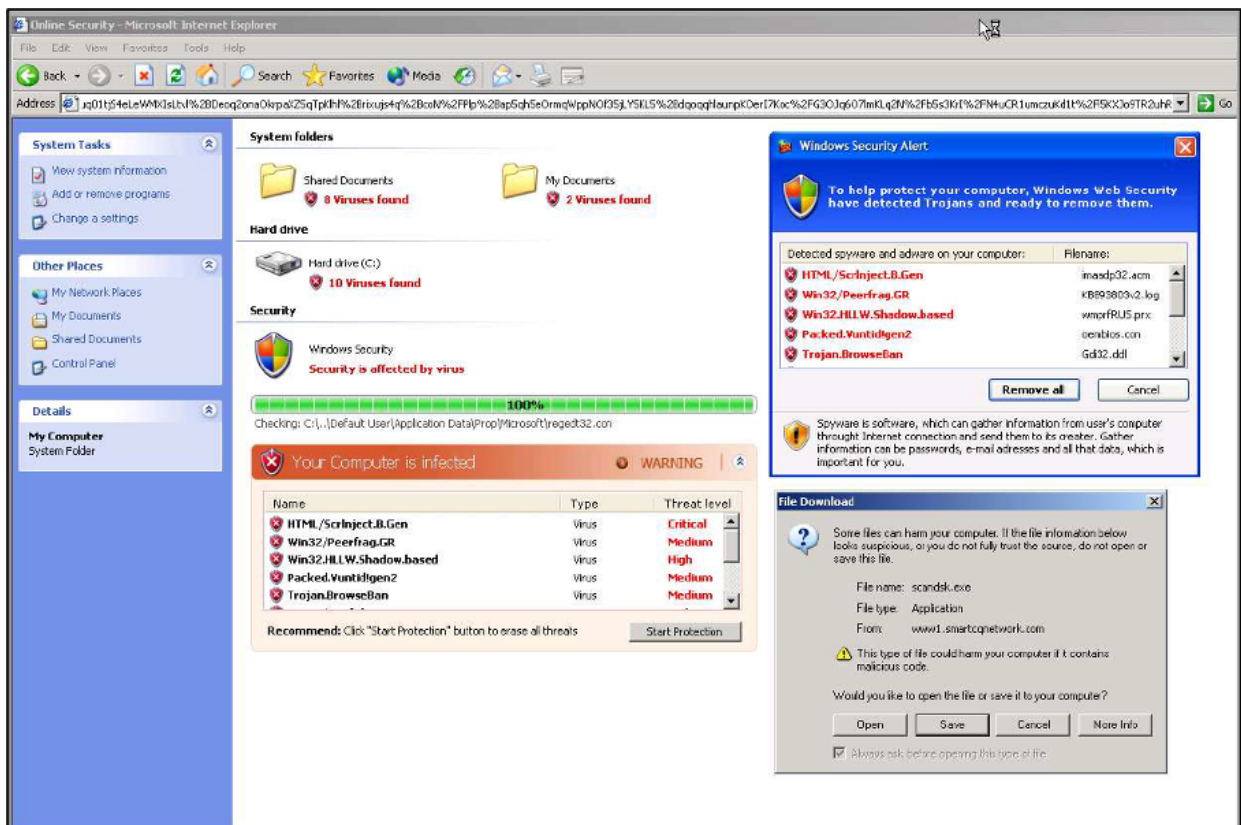 Online Security - Microsoft Internet Explorer
File Edit View Favorites Tools Help
Back Search Favorites Media
Address Go
System Tasks
View system information
Add or remove programs
Change a settings
Other Places
My Network Places
My Documents
Shared Documents
Control Panel
Details
My Computer
System Folder
System folders
Shared Documents
8 Viruses found
My Documents
2 Viruses found
Hard drive
Hard drive (C:)
10 Viruses found
Security
Windows Security
Security is affected by virus
100%
Checking: C:\..\Default User\Application Data\Prop\Microsoft\regedt32.con
Your Computer is infected WARNING
Name Type Threat level
HTML/ScrInject.B.Gen Virus Critical
Win32/Peerfrag.GR Virus Medium
Win32.HLLW.Shadow.based Virus High
Packed.Vuntid!gen2 Virus Medium
Trojan.BrowseBan Virus Medium
Recommend: Click "Start Protection" button to erase all threats
Start Protection
Windows Security Alert
To help protect your computer, Windows Web Security
have detected Trojans and ready to remove them.
Detected spyware and adware on your computer: Filename:
HTML/ScrInject.B.Gen imaadp32.acm
Win32/Peerfrag.GR KB893803v2.log
Win32.HLLW.Shadow.based wmprfRUS.prx
Packed.Vuntid!gen2 oembios.con
Trojan.BrowseBan Gdi32.ddl
Remove all Cancel
Spyware is software, which can gather information from user's computer
throught Internet connection and send them to its creater. Gather
information can be passwords, e-mail adresses and all that data, which is
important for you.
File Download
Some files can harm your computer. If the file information below
looks suspicious, or you do not fully trust the source, do not open or
save this file.
File name: scandsk.exe
File type: Application
From: www1.smartcqnetwork.com
This type of file could harm your computer if it contains
malicious code.
Would you like to open the file or save it to your computer?
Open Save Cancel More Info
Always ask before opening this type of file